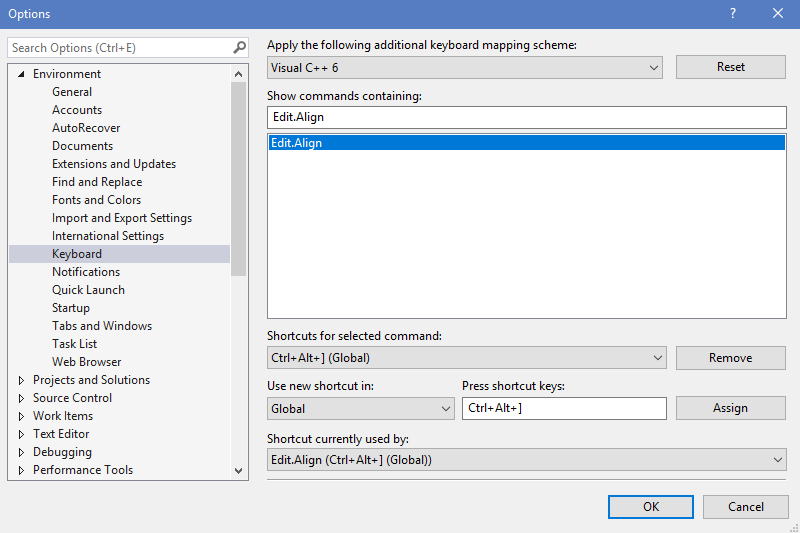 Options
?
Search Options (Ctrl+E)
Environment
General
Accounts
AutoRecover
Documents
Extensions and Updates
Find and Replace
Fonts and Colors
Import and Export Settings
International Settings
Keyboard
Notifications
Quick Launch
Startup
Tabs and Windows
Task List
Web Browser
Projects and Solutions
Source Control
Work Items
Text Editor
Debugging
Performance Tools
Apply the following additional keyboard mapping scheme:
Visual C++ 6
Reset
Show commands containing:
Edit.Align
Edit.Align
Shortcuts for selected command:
Ctrl+Alt+] (Global)
Remove
Use new shortcut in:
Press shortcut keys:
Global
Ctrl+Alt+]
Assign
Shortcut currently used by:
Edit.Align (Ctrl+Alt+] (Global))
OK
Cancel